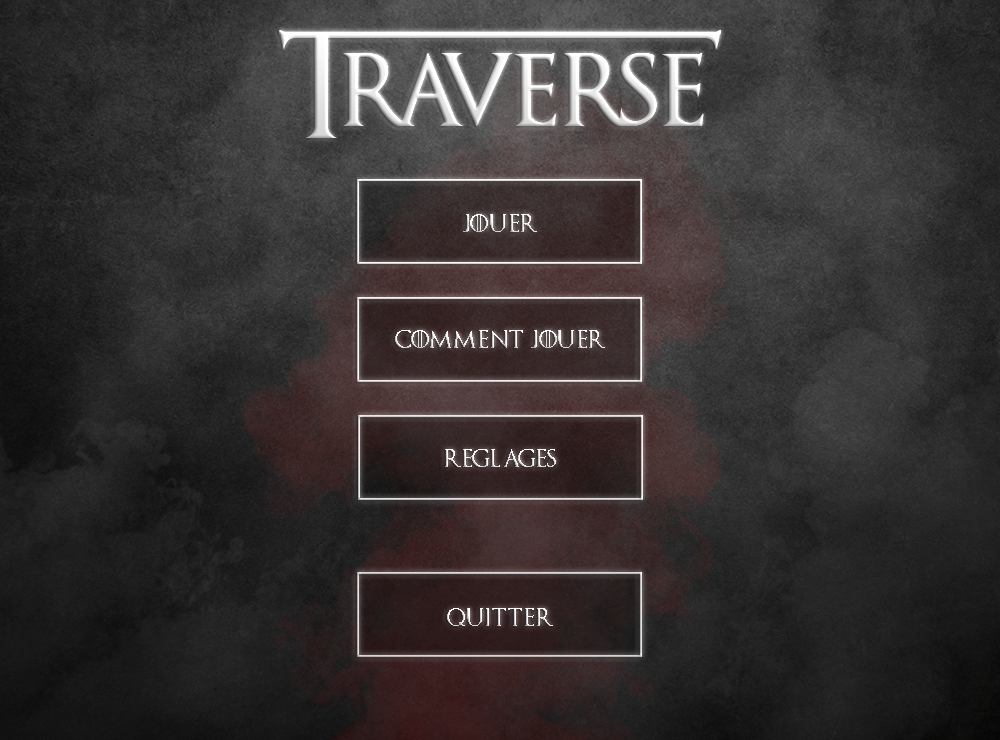 TRAVERSE
JOUER
COMMENT JOUER
REGLAGES
QUITTER